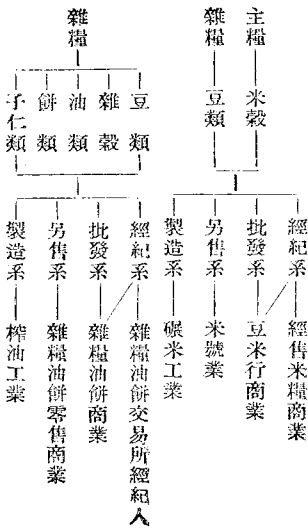 主糧
米穀
雜糧
豆類
經紀系
經售米糧商業
批發系
豆米行商業
另售系
米號業
製造系
碾米工業
雜糧
豆類
雜穀
油類
餅類
子仁類
經紀系
雜糧油餅交易所經紀人
批發系
雜糧油餅商業
另售系
雜糧油餅零售商業
製造系
榨油工業